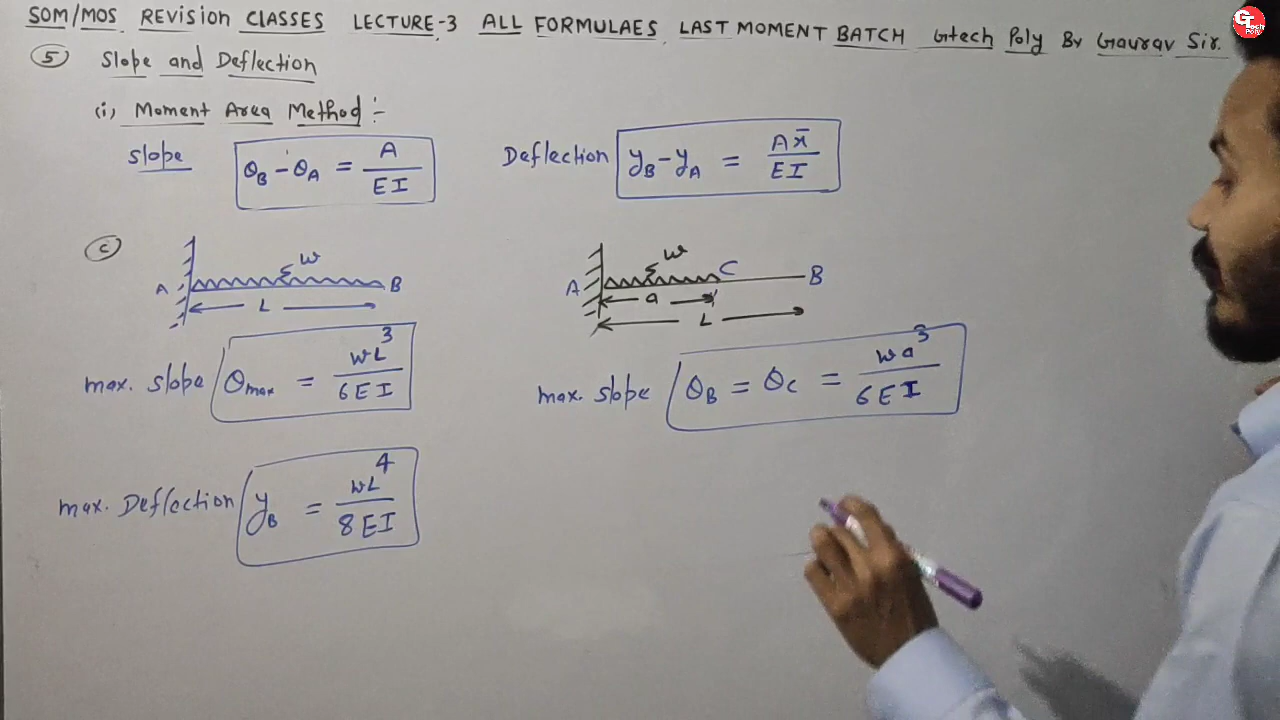 SOM/MOS REVISION CLASSES LECTURE-3 ALL FORMULAES LAST MOMENT BATCH Gtech Poly By Gaurav Sir.
5 Slope and Deflection
(i) Moment Area Method :-
slope θB - θA = A / EI
Deflection yB - yA = A x̄ / EI
C
A w B
L
A w C B
a
L
max. slope θmax = wL³ / 6EI
max. slope θB = θC = wa³ / 6EI
max. Deflection yB = wL⁴ / 8EI